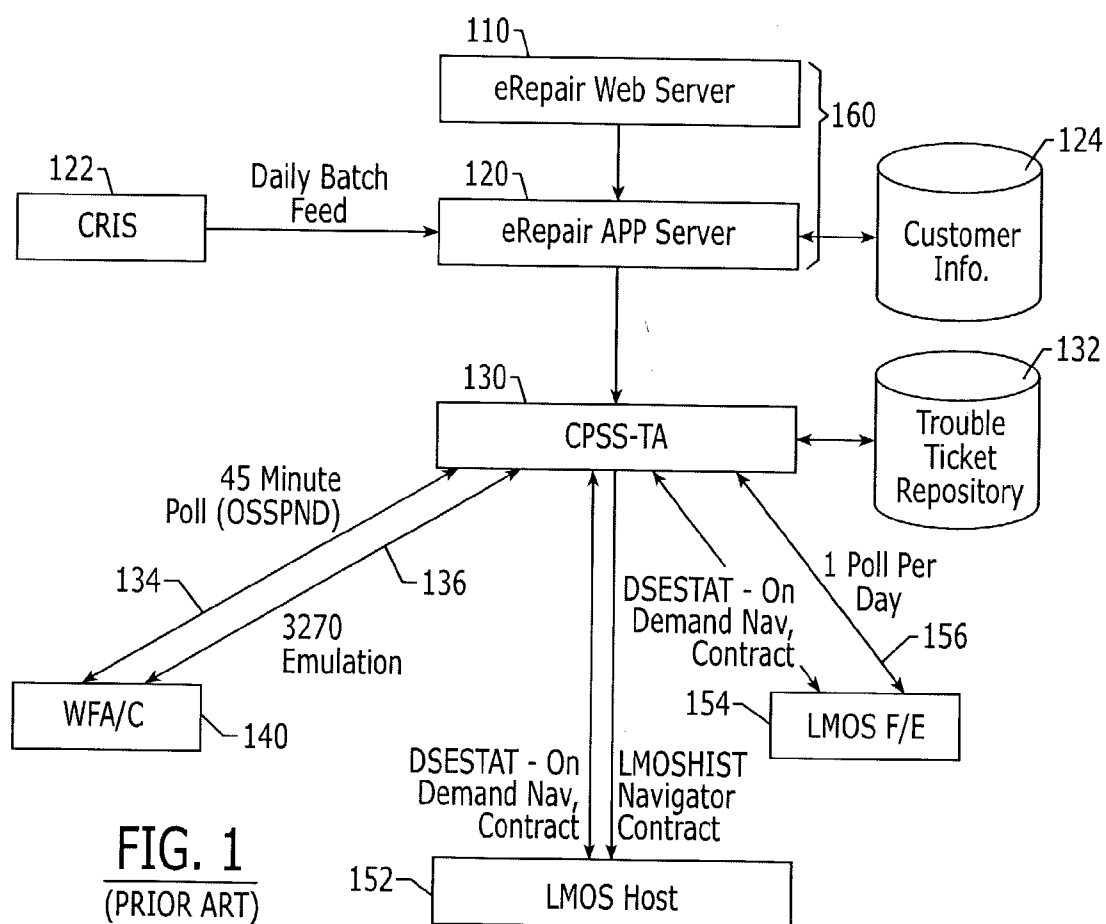 110
eRepair Web Server
160
124
122
Daily Batch
Feed
120
CRIS
eRepair APP Server
Customer
Info.
132
130
CPSS-TA
Trouble
Ticket
Repository
45 Minute
Poll (OSSPND)
134
136
3270
Emulation
DSESTAT - On
Demand Nav,
Contract
1 Poll Per
Day
156
WFA/C
140
154
LMOS F/E
DSESTAT - On
Demand Nav,
Contract
LMOSHIST
Navigator
Contract
FIG. 1
(PRIOR ART)
152
LMOS Host